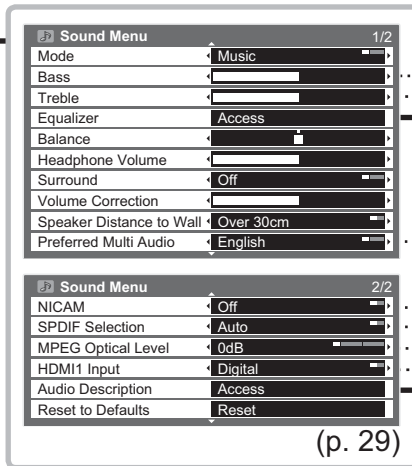 Sound Menu 1/2
Mode Music
Bass
Treble
Equalizer Access
Balance
Headphone Volume
Surround Off
Volume Correction
Speaker Distance to Wall Over 30cm
Preferred Multi Audio English
Sound Menu 2/2
NICAM Off
SPDIF Selection Auto
MPEG Optical Level 0dB
HDMI1 Input Digital
Audio Description Access
Reset to Defaults Reset
(p. 29)